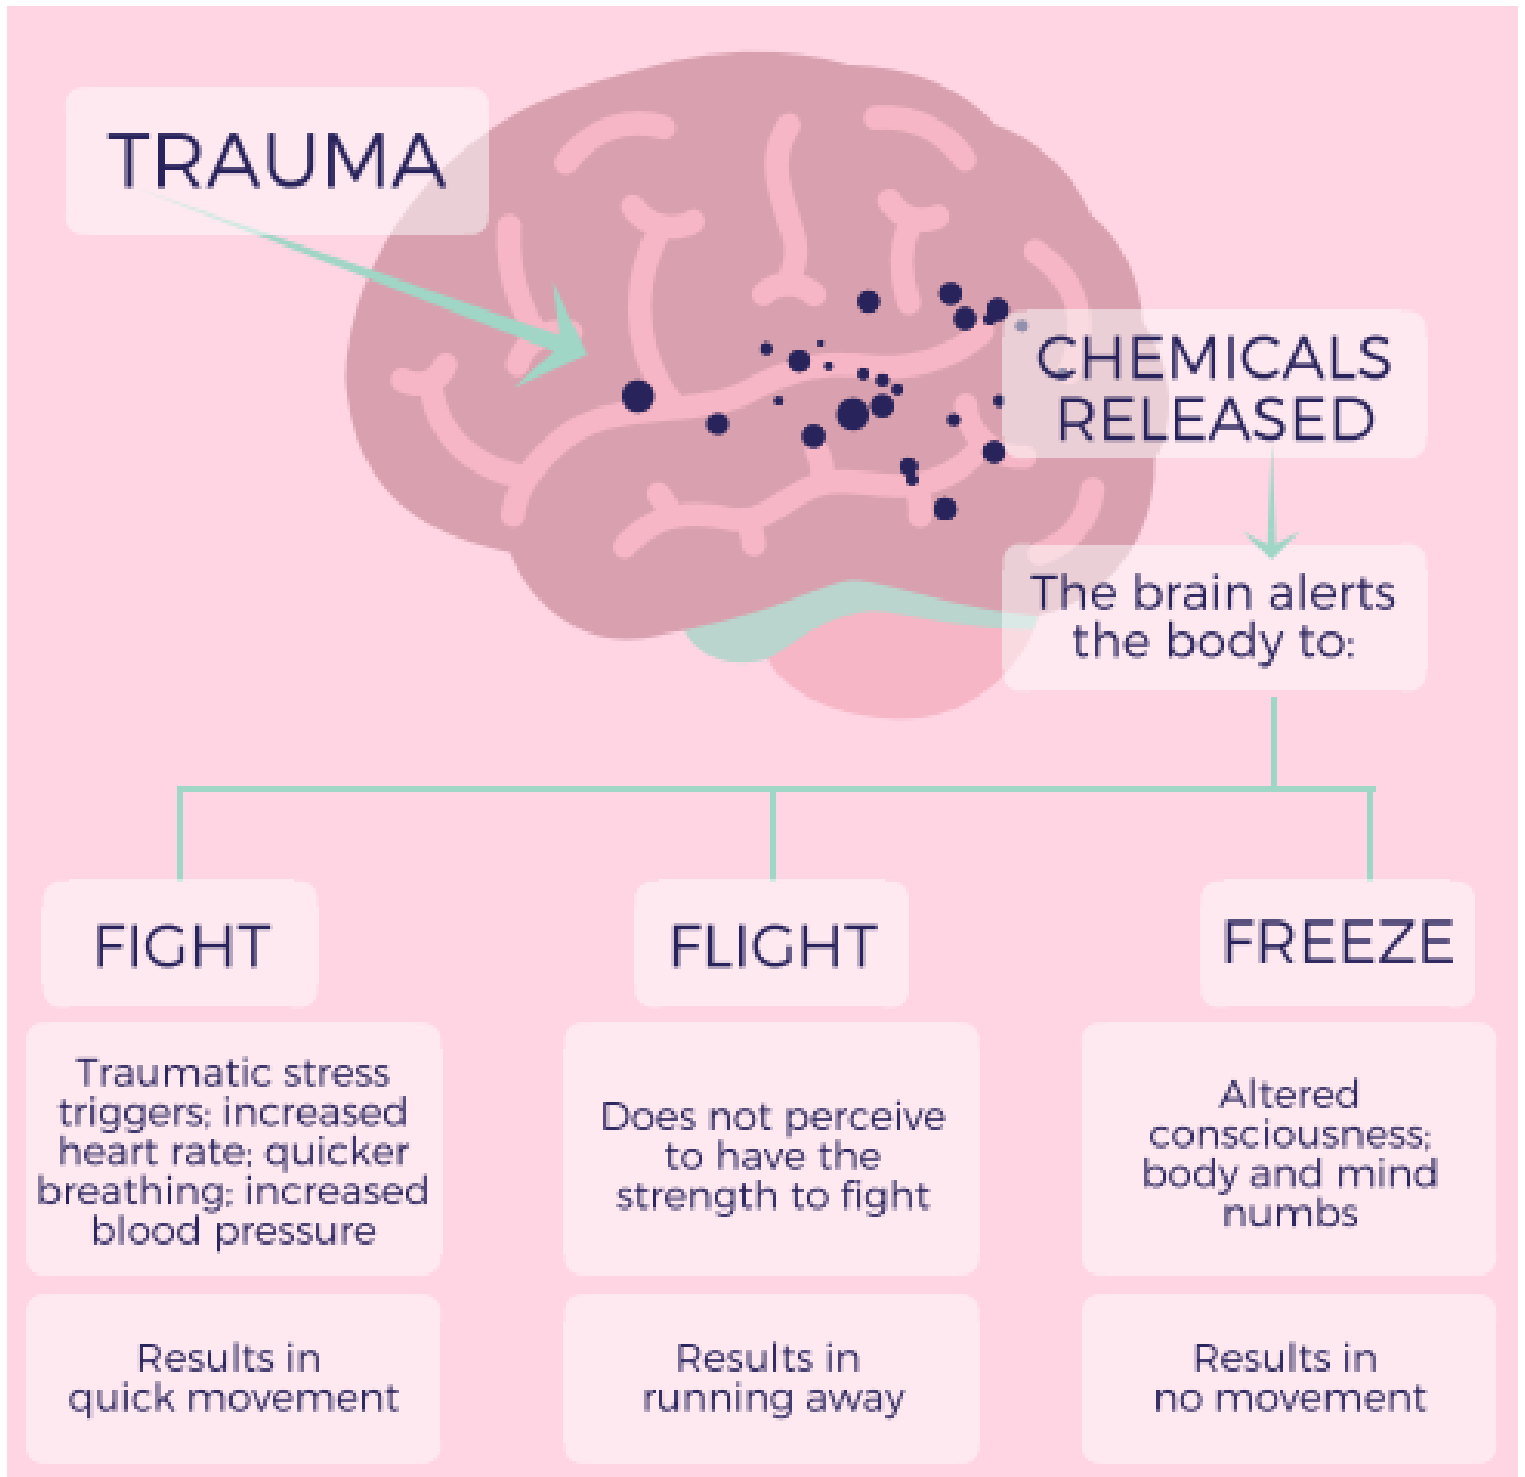 TRAUMA
CHEMICALS
RELEASED
The brain alerts
the body to:
FIGHT
Traumatic stress
triggers; increased
heart rate; quicker
breathing; increased
blood pressure
Results in
quick movement
FLIGHT
Does not perceive
to have the
strength to fight
Results in
running away
FREEZE
Altered
consciousness;
body and mind
numbs
Results in
no movement